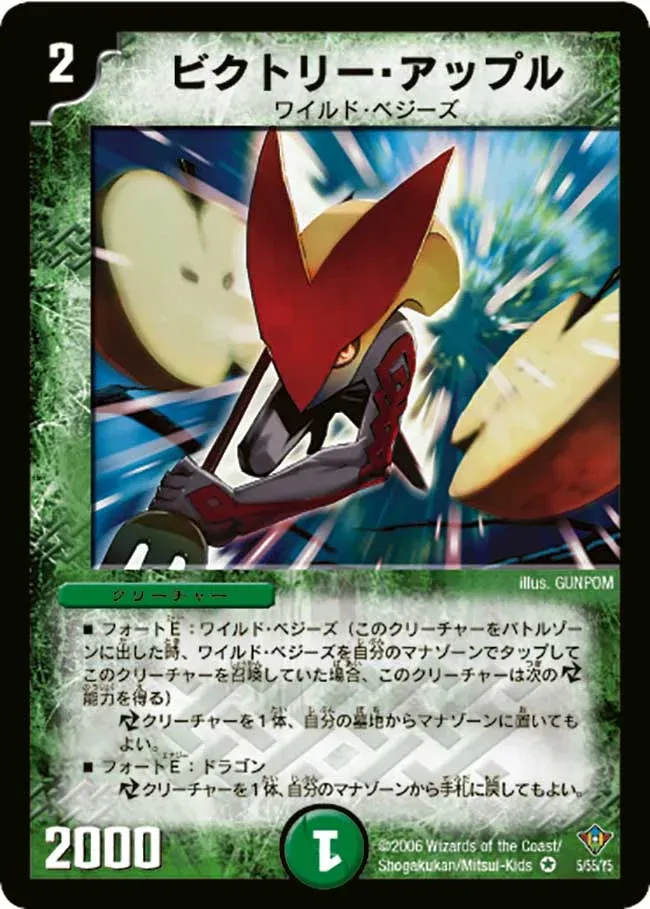 2
ビクトリー・アップル
ワイルド・ベジーズ
illus. GUNPOM
クリーチャー
■ フォートE：ワイルド・ベジーズ（このクリーチャーをバトルゾー
ンに出した時、ワイルド・ベジーズを自分のマナゾーンでタップして
このクリーチャーを召喚していた場合、このクリーチャーは次の
能力を得る）
クリーチャーを1体、自分の墓地からマナゾーンに置いても
よい。
■ フォートE：ドラゴン
クリーチャーを1体、自分のマナゾーンから手札に戻してもよい。
2000
1
©2006 Wizards of the Coast/
Shogakukan/Mitsui-Kids
5/55/Y5